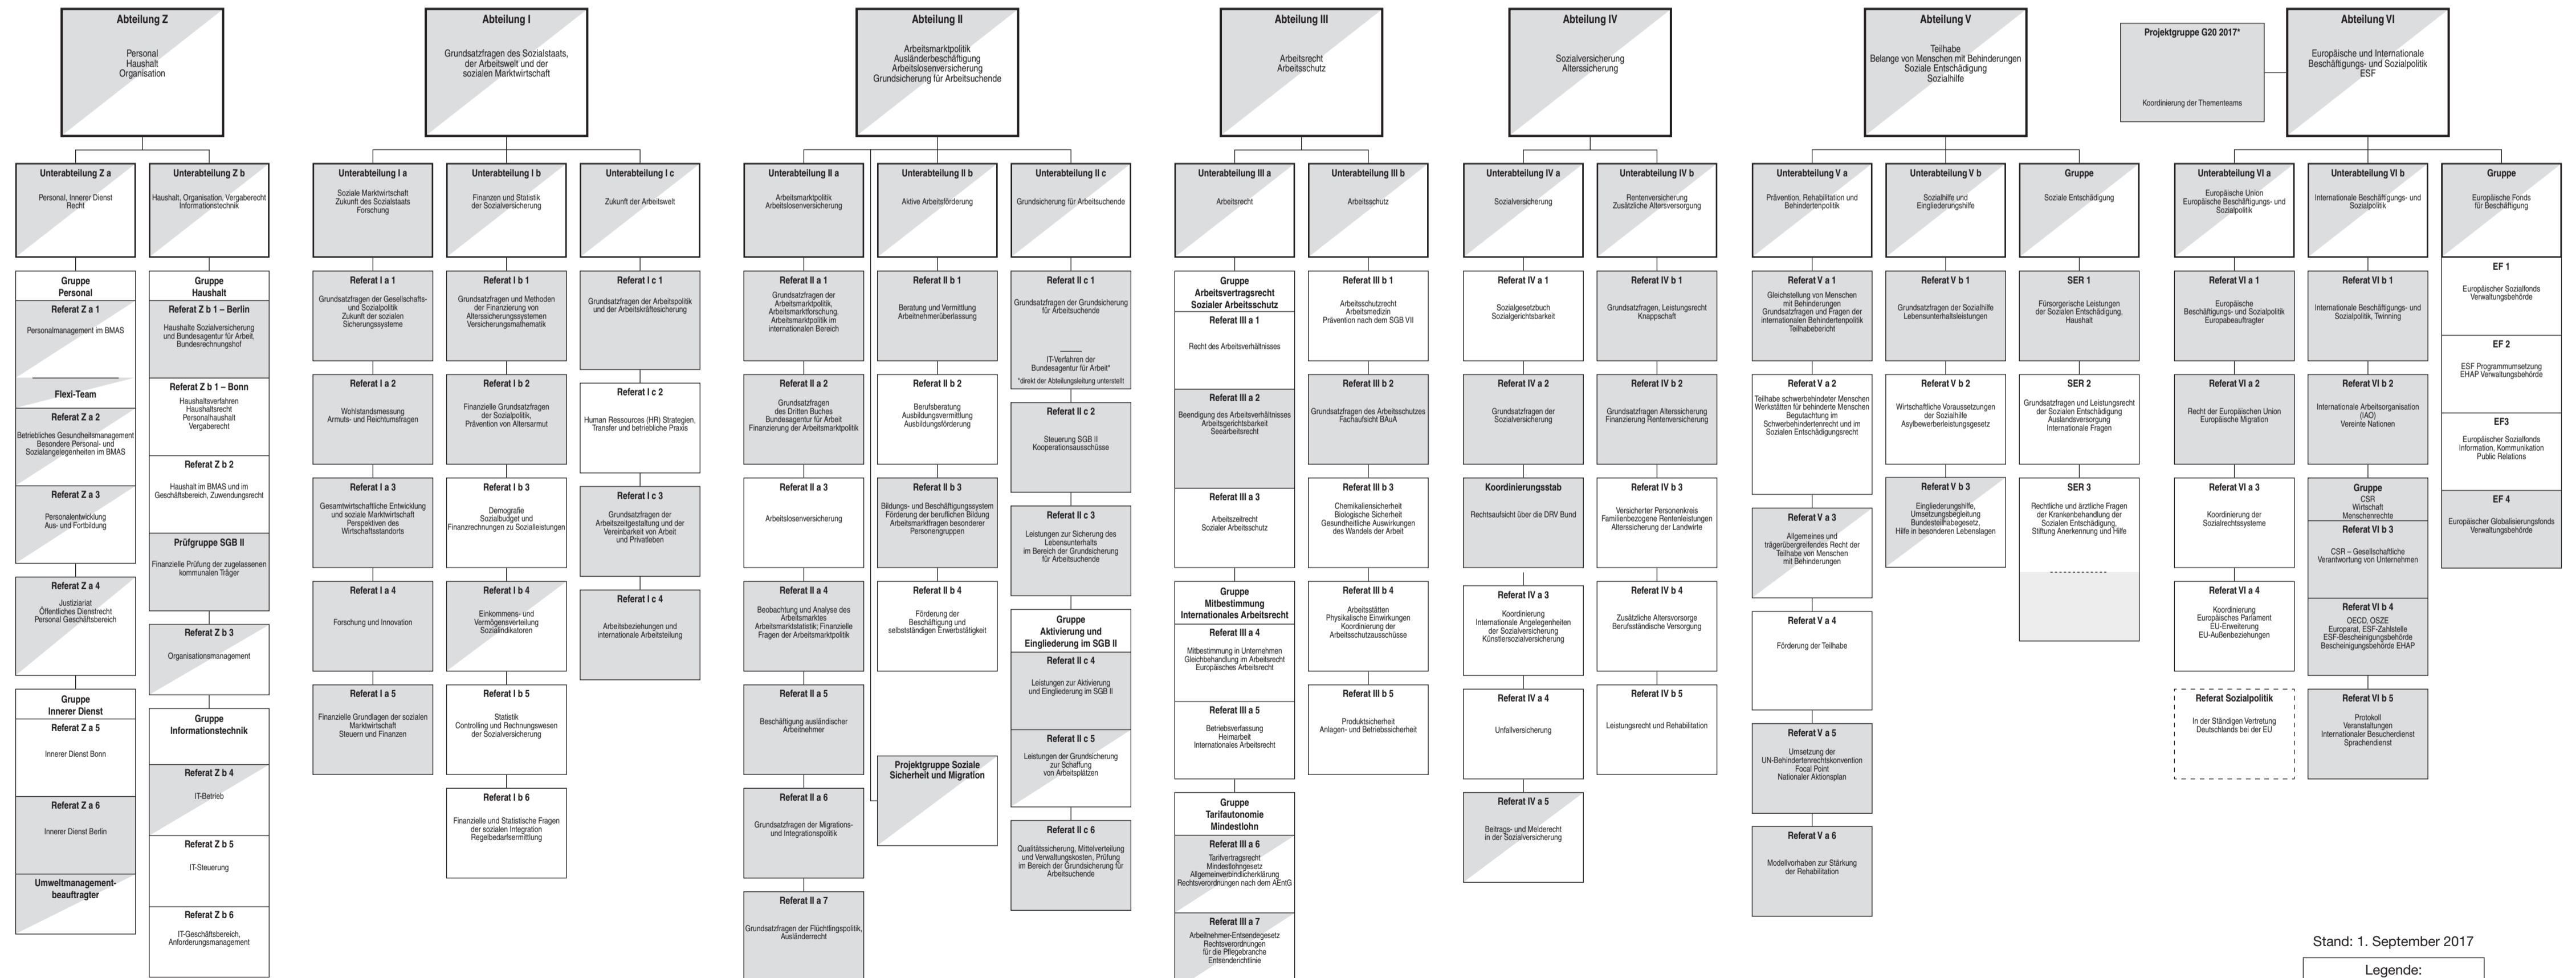 Abteilung Z
Personal
Haushalt
Organisation
Unterabteilung Z a
Personal, Innerer Dienst
Recht
Gruppe
Personal
Referat Z a 1
Personalmanagement im BMAS
Flexi-Team
Referat Z a 2
Betriebliches Gesundheitsmanagement
Besondere Personal- und
Sozialangelegenheiten im BMAS
Referat Z a 3
Personalentwicklung
Aus- und Fortbildung
Referat Z a 4
Justiziariat
Öffentliches Dienstrecht
Personal Geschäftsbereich
Gruppe
Innerer Dienst
Referat Z a 5
Innerer Dienst Bonn
Referat Z a 6
Innerer Dienst Berlin
Umweltmanagement-
beauftragter
Unterabteilung Z b
Haushalt, Organisation, Vergaberecht
Informationstechnik
Gruppe
Haushalt
Referat Z b 1 – Berlin
Haushalte Sozialversicherung
und Bundesagentur für Arbeit,
Bundesrechnungshof
Referat Z b 1 – Bonn
Haushaltsverfahren
Haushaltsrecht
Personalhaushalt
Vergaberecht
Referat Z b 2
Haushalt im BMAS und im
Geschäftsbereich, Zuwendungsrecht
Prüfgruppe SGB II
Finanzielle Prüfung der zugelassenen
kommunalen Träger
Referat Z b 3
Organisationsmanagement
Gruppe
Informationstechnik
Referat Z b 4
IT-Betrieb
Referat Z b 5
IT-Steuerung
Referat Z b 6
IT-Geschäftsbereich,
Anforderungsmanagement
Abteilung I
Grundsatzfragen des Sozialstaats,
der Arbeitswelt und der
sozialen Marktwirtschaft
Unterabteilung I a
Soziale Marktwirtschaft
Zukunft des Sozialstaats
Forschung
Referat I a 1
Grundsatzfragen der Gesellschafts-
und Sozialpolitik
Zukunft der sozialen
Sicherungssysteme
Referat I a 2
Wohlstandsmessung
Armuts- und Reichtumsfragen
Referat I a 3
Gesamtwirtschaftliche Entwicklung
und soziale Marktwirtschaft
Perspektiven des
Wirtschaftsstandorts
Referat I a 4
Forschung und Innovation
Referat I a 5
Finanzielle Grundlagen der sozialen
Marktwirtschaft
Steuern und Finanzen
Unterabteilung I b
Finanzen und Statistik
der Sozialversicherung
Referat I b 1
Grundsatzfragen und Methoden
der Finanzierung von
Alterssicherungssystemen
Versicherungsmathematik
Referat I b 2
Finanzielle Grundsatzfragen
der Sozialpolitik,
Prävention von Altersarmut
Referat I b 3
Demografie
Sozialbudget und
Finanzrechnungen zu Sozialleistungen
Referat I b 4
Einkommens- und
Vermögensverteilung
Sozialindikatoren
Referat I b 5
Statistik
Controlling und Rechnungswesen
der Sozialversicherung
Referat I b 6
Finanzielle und Statistische Fragen
der sozialen Integration
Regelbedarfsermittlung
Unterabteilung I c
Zukunft der Arbeitswelt
Referat I c 1
Grundsatzfragen der Arbeitspolitik
und der Arbeitskräftesicherung
Referat I c 2
Human Ressources (HR) Strategien,
Transfer und betriebliche Praxis
Referat I c 3
Grundsatzfragen der
Arbeitszeitgestaltung und der
Vereinbarkeit von Arbeit
und Privatleben
Referat I c 4
Arbeitsbeziehungen und
internationale Arbeitsteilung
Abteilung II
Arbeitsmarktpolitik
Ausländerbeschäftigung
Arbeitslosenversicherung
Grundsicherung für Arbeitsuchende
Unterabteilung II a
Arbeitsmarktpolitik
Arbeitslosenversicherung
Referat II a 1
Grundsatzfragen der
Arbeitsmarktpolitik,
Arbeitsmarktforschung,
Arbeitsmarktpolitik im
internationalen Bereich
Referat II a 2
Grundsatzfragen
des Dritten Buches
Bundesagentur für Arbeit
Finanzierung der Arbeitsmarktpolitik
Referat II a 3
Arbeitslosenversicherung
Referat II a 4
Beobachtung und Analyse des
Arbeitsmarktes
Arbeitsmarktstatistik; Finanzielle
Fragen der Arbeitsmarktpolitik
Referat II a 5
Beschäftigung ausländischer
Arbeitnehmer
Referat II a 6
Grundsatzfragen der Migrations-
und Integrationspolitik
Referat II a 7
Grundsatzfragen der Flüchtlingspolitik,
Ausländerrecht
Unterabteilung II b
Aktive Arbeitsförderung
Referat II b 1
Beratung und Vermittlung
Arbeitnehmerüberlassung
Referat II b 2
Berufsberatung
Ausbildungsvermittlung
Ausbildungsförderung
Referat II b 3
Bildungs- und Beschäftigungssystem
Förderung der beruflichen Bildung
Arbeitsmarktfragen besonderer
Personengruppen
Referat II b 4
Förderung der
Beschäftigung und
selbstständigen Erwerbstätigkeit
Projektgruppe Soziale
Sicherheit und Migration
Unterabteilung II c
Grundsicherung für Arbeitsuchende
Referat II c 1
Grundsatzfragen der Grundsicherung
für Arbeitsuchende
IT-Verfahren der
Bundesagentur für Arbeit*
*direkt der Abteilungsleitung unterstellt
Referat II c 2
Steuerung SGB II
Kooperationsausschüsse
Referat II c 3
Leistungen zur Sicherung des
Lebensunterhalts
im Bereich der Grundsicherung
für Arbeitsuchende
Gruppe
Aktivierung und
Eingliederung im SGB II
Referat II c 4
Leistungen zur Aktivierung
und Eingliederung im SGB II
Referat II c 5
Leistungen der Grundsicherung
zur Schaffung
von Arbeitsplätzen
Referat II c 6
Qualitätssicherung, Mittelverteilung
und Verwaltungskosten, Prüfung
im Bereich der Grundsicherung für
Arbeitsuchende
Abteilung III
Arbeitsrecht
Arbeitsschutz
Unterabteilung III a
Arbeitsrecht
Gruppe
Arbeitsvertragsrecht
Sozialer Arbeitsschutz
Referat III a 1
Recht des Arbeitsverhältnisses
Referat III a 2
Beendigung des Arbeitsverhältnisses
Arbeitsgerichtsbarkeit
Seearbeitsrecht
Referat III a 3
Arbeitszeitrecht
Sozialer Arbeitsschutz
Gruppe
Mitbestimmung
Internationales Arbeitsrecht
Referat III a 4
Mitbestimmung in Unternehmen
Gleichbehandlung im Arbeitsrecht
Europäisches Arbeitsrecht
Referat III a 5
Betriebsverfassung
Heimarbeit
Internationales Arbeitsrecht
Gruppe
Tarifautonomie
Mindestlohn
Referat III a 6
Tarifvertragsrecht
Mindestlohngesetz
Allgemeinverbindlicherklärung
Rechtsverordnungen nach dem AEntG
Referat III a 7
Arbeitnehmer-Entsendegesetz
Rechtsverordnungen
für die Pflegebranche
Entsenderichtlinie
Unterabteilung III b
Arbeitsschutz
Referat III b 1
Arbeitsschutzrecht
Arbeitsmedizin
Prävention nach dem SGB VII
Referat III b 2
Grundsatzfragen des Arbeitsschutzes
Fachaufsicht BAuA
Referat III b 3
Chemikaliensicherheit
Biologische Sicherheit
Gesundheitliche Auswirkungen
des Wandels der Arbeit
Referat III b 4
Arbeitsstätten
Physikalische Einwirkungen
Koordinierung der
Arbeitsschutzausschüsse
Referat III b 5
Produktsicherheit
Anlagen- und Betriebssicherheit
Abteilung IV
Sozialversicherung
Alterssicherung
Unterabteilung IV a
Sozialversicherung
Referat IV a 1
Sozialgesetzbuch
Sozialgerichtsbarkeit
Referat IV a 2
Grundsatzfragen der
Sozialversicherung
Koordinierungsstab
Rechtsaufsicht über die DRV Bund
Referat IV a 3
Koordinierung
Internationale Angelegenheiten
der Sozialversicherung
Künstlersozialversicherung
Referat IV a 4
Unfallversicherung
Referat IV a 5
Beitrags- und Melderecht
in der Sozialversicherung
Unterabteilung IV b
Rentenversicherung
Zusätzliche Altersversorgung
Referat IV b 1
Grundsatzfragen, Leistungsrecht
Knappschaft
Referat IV b 2
Grundsatzfragen Alterssicherung
Finanzierung Rentenversicherung
Referat IV b 3
Versicherter Personenkreis
Familienbezogene Rentenleistungen
Alterssicherung der Landwirte
Referat IV b 4
Zusätzliche Altersvorsorge
Berufsständische Versorgung
Referat IV b 5
Leistungsrecht und Rehabilitation
Abteilung V
Teilhabe
Belange von Menschen mit Behinderungen
Soziale Entschädigung
Sozialhilfe
Unterabteilung V a
Prävention, Rehabilitation und
Behindertenpolitik
Referat V a 1
Gleichstellung von Menschen
mit Behinderungen
Grundsatzfragen und Fragen der
internationalen Behindertenpolitik
Teilhabebericht
Referat V a 2
Teilhabe schwerbehindeter Menschen
Werkstätten für behinderte Menschen
Begutachtung im
Schwerbehindertenrecht und im
Sozialen Entschädigungsrecht
Referat V a 3
Allgemeines und
trägerübergreifendes Recht der
Teilhabe von Menschen
mit Behinderungen
Referat V a 4
Förderung der Teilhabe
Referat V a 5
Umsetzung der
UN-Behindertenrechtskonvention
Focal Point
Nationaler Aktionsplan
Referat V a 6
Modellvorhaben zur Stärkung
der Rehabilitation
Unterabteilung V b
Sozialhilfe und
Eingliederungshilfe
Referat V b 1
Grundsatzfragen der Sozialhilfe
Lebensunterhaltsleistungen
Referat V b 2
Wirtschaftliche Voraussetzungen
der Sozialhilfe
Asylbewerberleistungsgesetz
Referat V b 3
Eingliederungshilfe,
Umsetzungsbegleitung
Bundesteilhabegesetz,
Hilfe in besonderen Lebenslagen
Gruppe
Soziale Entschädigung
SER 1
Fürsorgerische Leistungen
der Sozialen Entschädigung,
Haushalt
SER 2
Grundsatzfragen und Leistungsrecht
der Sozialen Entschädigung
Auslandsversorgung
Internationale Fragen
SER 3
Rechtliche und ärztliche Fragen
der Krankenbehandlung der
Sozialen Entschädigung,
Stiftung Anerkennung und Hilfe
Projektgruppe G20 2017*
Koordinierung der Thementeams
Abteilung VI
Europäische und Internationale
Beschäftigungs- und Sozialpolitik
ESF
Unterabteilung VI a
Europäische Union
Europäische Beschäftigungs- und
Sozialpolitik
Referat VI a 1
Europäische
Beschäftigungs- und Sozialpolitik
Europabeauftragter
Referat VI a 2
Recht der Europäischen Union
Europäische Migration
Referat VI a 3
Koordinierung der
Sozialrechtssysteme
Referat VI a 4
Koordinierung
Europäisches Parlament
EU-Erweiterung
EU-Außenbeziehungen
Referat Sozialpolitik
In der Ständigen Vertretung
Deutschlands bei der EU
Unterabteilung VI b
Internationale Beschäftigungs- und
Sozialpolitik
Referat VI b 1
Internationale Beschäftigungs- und
Sozialpolitik, Twinning
Referat VI b 2
Internationale Arbeitsorganisation
(IAO)
Vereinte Nationen
Gruppe
CSR
Wirtschaft
Menschenrechte
Referat VI b 3
CSR – Gesellschaftliche
Verantwortung von Unternehmen
Referat VI b 4
OECD, OSZE
Europarat, ESF-Zahlstelle
ESF-Bescheinigungsbehörde
Bescheinigungsbehörde EHAP
Referat VI b 5
Protokoll
Veranstaltungen
Internationaler Besucherdienst
Sprachendienst
Gruppe
Europäische Fonds
für Beschäftigung
EF 1
Europäischer Sozialfonds
Verwaltungsbehörde
EF 2
ESF Programmumsetzung
EHAP Verwaltungsbehörde
EF3
Europäischer Sozialfonds
Information, Kommunikation
Public Relations
EF 4
Europäischer Globalisierungsfonds
Verwaltungsbehörde
Stand: 1. September 2017
Legende: